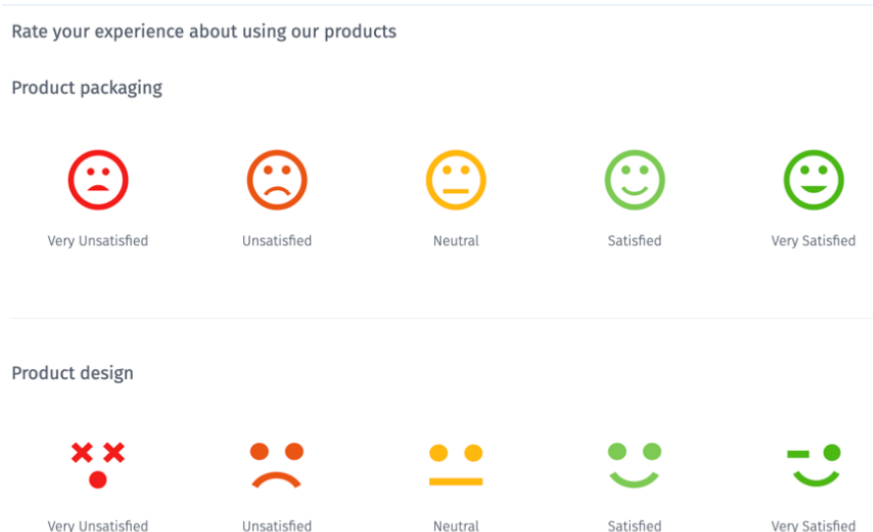 Rate your experience about using our products
Product packaging
Very Unsatisfied Unsatisfied Neutral Satisfied Very Satisfied
Product design
Very Unsatisfied Unsatisfied Neutral Satisfied Very Satisfied